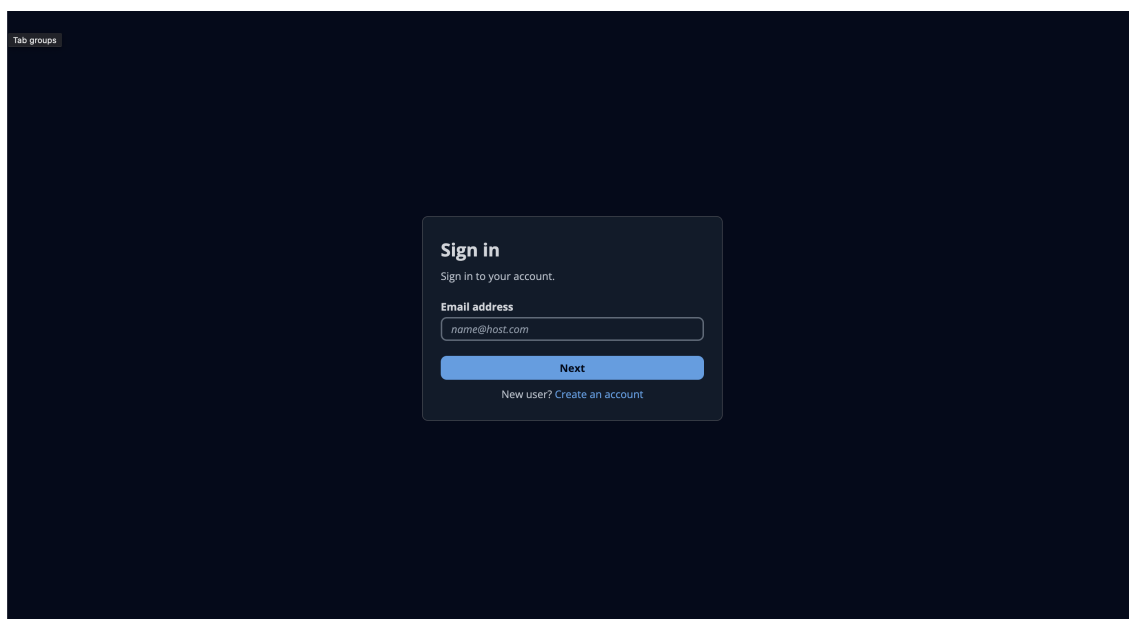 Tab groups
Sign in
Sign in to your account.
Email address
name@host.com
Next
New user? Create an account